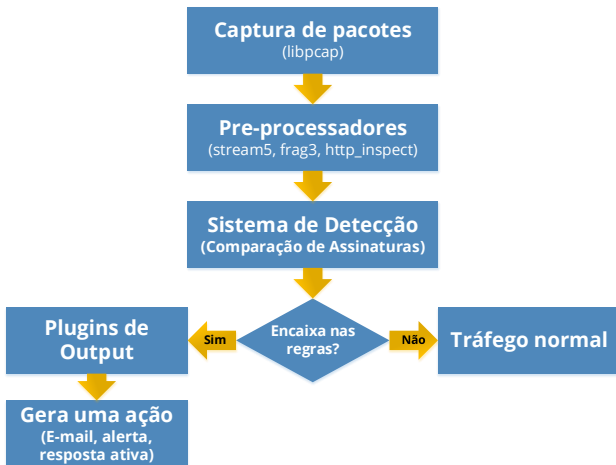 Captura de pacotes
(libpcap)
Pre-processadores
(stream5, frag3, http_inspect)
Sistema de Detecção
(Comparação de Assinaturas)
Encaixa nas
regras?
Sim
Não
Plugins de
Output
Tráfego normal
Gera uma ação
(E-mail, alerta,
resposta ativa)